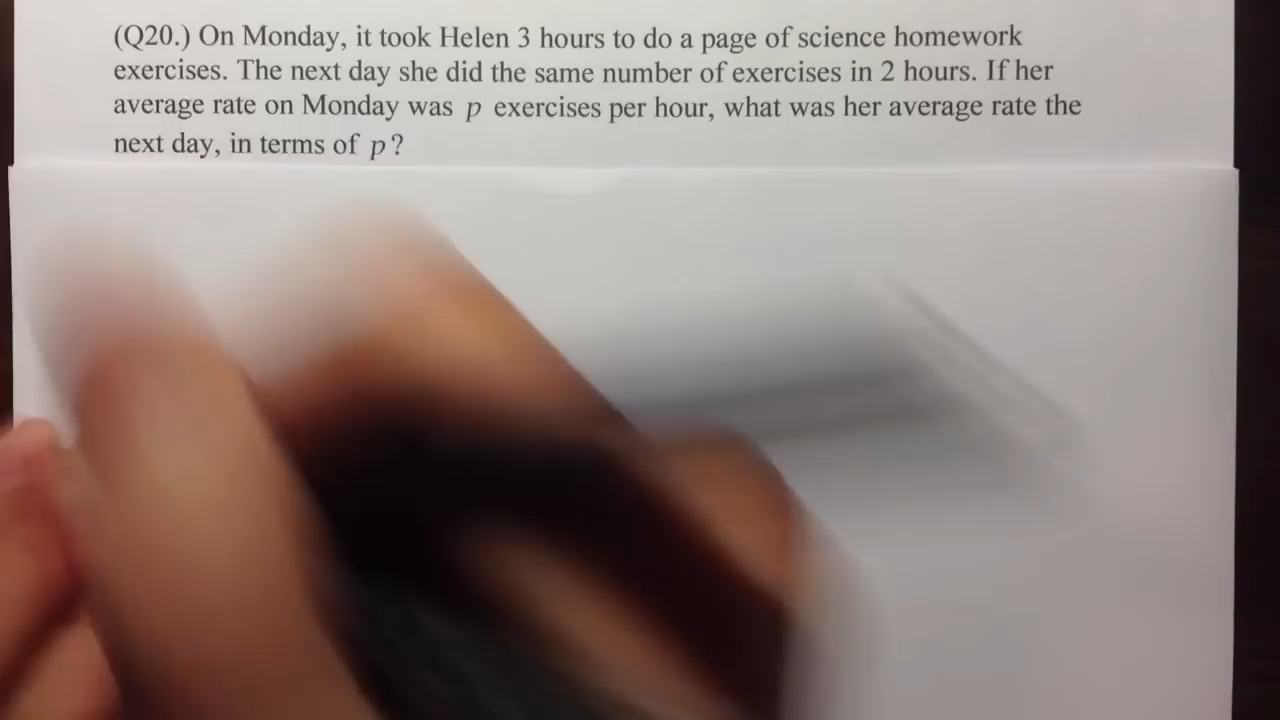 (Q20.) On Monday, it took Helen 3 hours to do a page of science homework
exercises. The next day she did the same number of exercises in 2 hours. If her
average rate on Monday was p exercises per hour, what was her average rate the
next day, in terms of p?